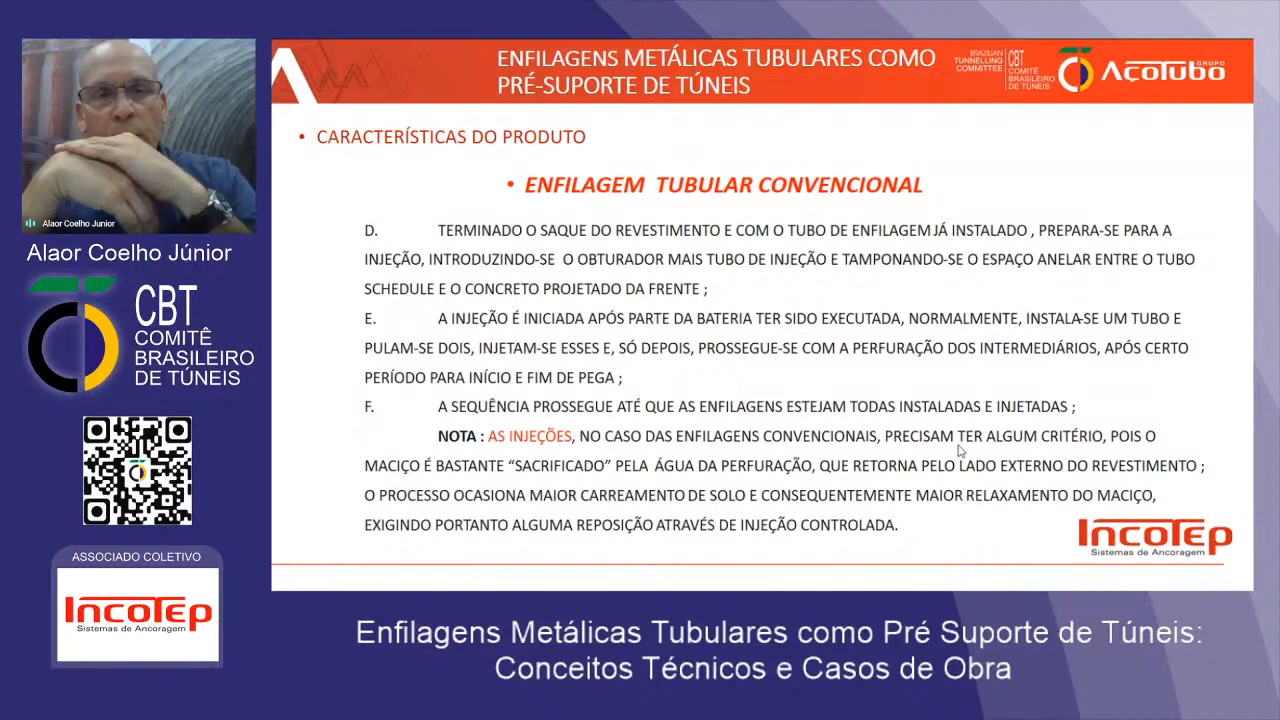 ENFILAGENS METÁLICAS TUBULARES COMO
PRÉ-SUPORTE DE TÚNEIS
BRAZILIAN
TUNNELLING
COMMITTEE
CBT
COMITÊ
BRASILEIRO
DE TÚNEIS
GRUPO
AÇOTUBO
• CARACTERÍSTICAS DO PRODUTO
• ENFILAGEM TUBULAR CONVENCIONAL
D. TERMINADO O SAQUE DO REVESTIMENTO E COM O TUBO DE ENFILAGEM JÁ INSTALADO , PREPARA-SE PARA A
INJEÇÃO, INTRODUZINDO-SE O OBTURADOR MAIS TUBO DE INJEÇÃO E TAMPONANDO-SE O ESPAÇO ANELAR ENTRE O TUBO
SCHEDULE E O CONCRETO PROJETADO DA FRENTE ;
E. A INJEÇÃO É INICIADA APÓS PARTE DA BATERIA TER SIDO EXECUTADA, NORMALMENTE, INSTALA-SE UM TUBO E
PULAM-SE DOIS, INJETAM-SE ESSES E, SÓ DEPOIS, PROSSEGUE-SE COM A PERFURAÇÃO DOS INTERMEDIÁRIOS, APÓS CERTO
PERÍODO PARA INÍCIO E FIM DE PEGA ;
F. A SEQUÊNCIA PROSSEGUE ATÉ QUE AS ENFILAGENS ESTEJAM TODAS INSTALADAS E INJETADAS ;
NOTA : AS INJEÇÕES, NO CASO DAS ENFILAGENS CONVENCIONAIS, PRECISAM TER ALGUM CRITÉRIO, POIS O
MACIÇO É BASTANTE “SACRIFICADO” PELA ÁGUA DA PERFURAÇÃO, QUE RETORNA PELO LADO EXTERNO DO REVESTIMENTO ;
O PROCESSO OCASIONA MAIOR CARREAMENTO DE SOLO E CONSEQUENTEMENTE MAIOR RELAXAMENTO DO MACIÇO,
EXIGINDO PORTANTO ALGUMA REPOSIÇÃO ATRAVÉS DE INJEÇÃO CONTROLADA.
INCOTEP
Sistemas de Ancoragem
Alaor Coelho Junior
Alaor Coelho Júnior
CBT
COMITÊ
BRASILEIRO
DE TÚNEIS
ASSOCIADO COLETIVO
INCOTEP
Sistemas de Ancoragem
Enfilagens Metálicas Tubulares como Pré Suporte de Túneis:
Conceitos Técnicos e Casos de Obra